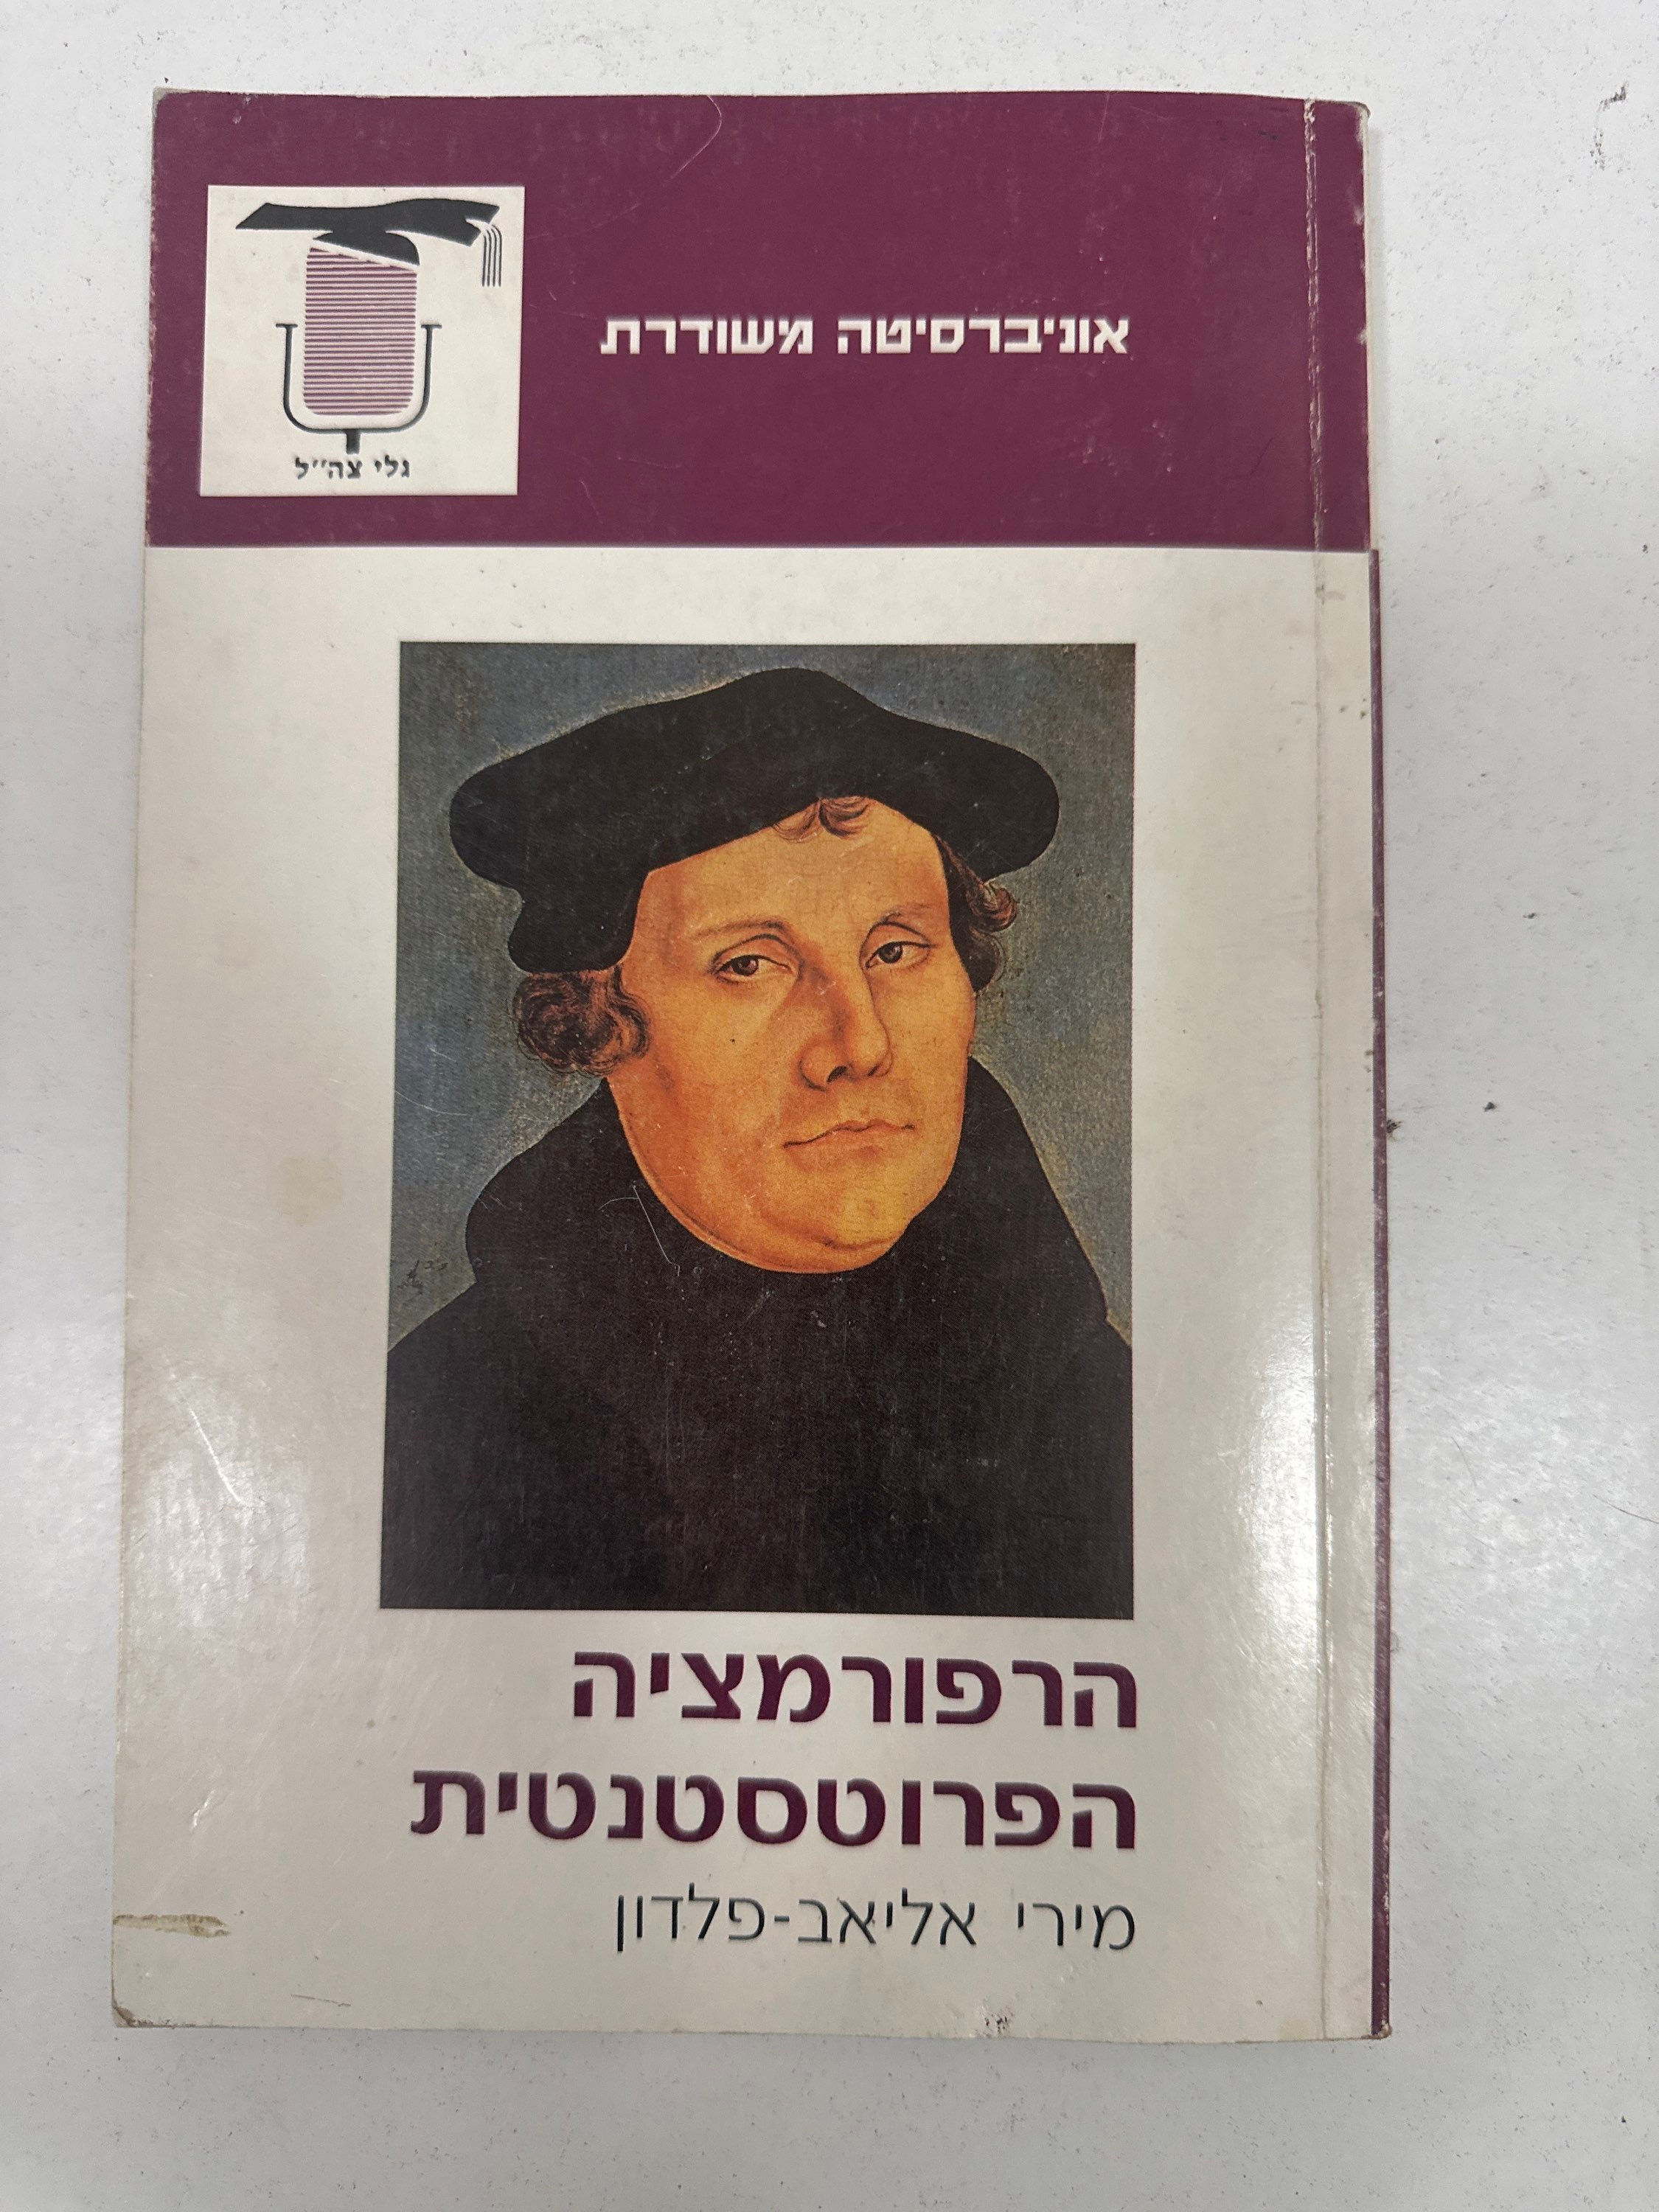 אוניברסיטה משודרת
גלי צה"ל
הרפורמציה
הפרוטסטנטית
מירי אליאב-פלדון